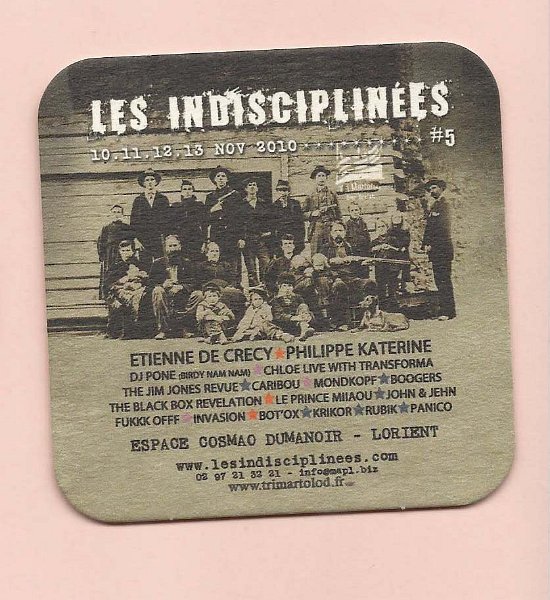 LES INDISCIPLINÉES
#5
10.11.12.13 NOV 2010
ETIENNE DE CRECY★PHILIPPE KATERINE
DJ PONE (BIRDY NAM NAM)★CHLOE LIVE WITH TRANSFORMA
THE JIM JONES REVUE★CARIBOU★MONDKOPF★BOOGERS
THE BLACK BOX REVELATION★LE PRINCE MIIAOU★JOHN & JEHN
FUKKK OFFF★INVASION★BOT'OX★KRIKOR★RUBIK★PANICO
ESPACE COSMAO DUMANOIR - LORIENT
www.lesindisciplinees.com
02 97 21 32 21 - info@mapl.biz
www.trimartolod.fr